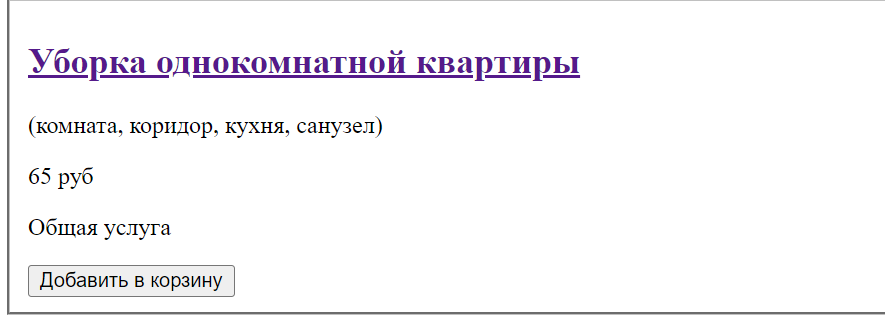 Уборка однокомнатной квартиры
(комната, коридор, кухня, санузел)
65 руб
Общая услуга
Добавить в корзину